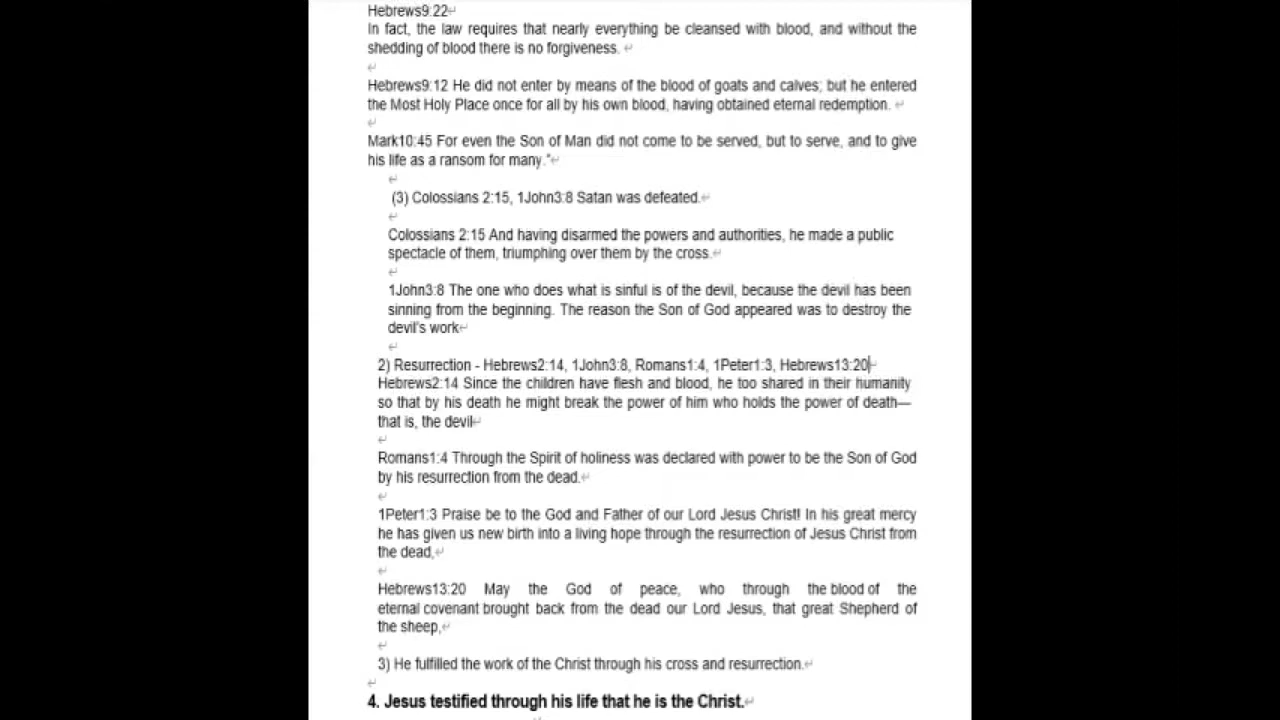 Hebrews9:22
In fact, the law requires that nearly everything be cleansed with blood, and without the
shedding of blood there is no forgiveness.
Hebrews9:12 He did not enter by means of the blood of goats and calves; but he entered
the Most Holy Place once for all by his own blood, having obtained eternal redemption.
Mark10:45 For even the Son of Man did not come to be served, but to serve, and to give
his life as a ransom for many."
(3) Colossians 2:15, 1John3:8 Satan was defeated.
Colossians 2:15 And having disarmed the powers and authorities, he made a public
spectacle of them, triumphing over them by the cross.
1John3:8 The one who does what is sinful is of the devil, because the devil has been
sinning from the beginning. The reason the Son of God appeared was to destroy the
devil's work
2) Resurrection - Hebrews2:14, 1John3:8, Romans1:4, 1Peter1:3, Hebrews13:20
Hebrews2:14 Since the children have flesh and blood, he too shared in their humanity
so that by his death he might break the power of him who holds the power of death—
that is, the devil
Romans1:4 Through the Spirit of holiness was declared with power to be the Son of God
by his resurrection from the dead.
1Peter1:3 Praise be to the God and Father of our Lord Jesus Christ! In his great mercy
he has given us new birth into a living hope through the resurrection of Jesus Christ from
the dead,
Hebrews13:20 May the God of peace, who through the blood of the
eternal covenant brought back from the dead our Lord Jesus, that great Shepherd of
the sheep,
3) He fulfilled the work of the Christ through his cross and resurrection.
4. Jesus testified through his life that he is the Christ.